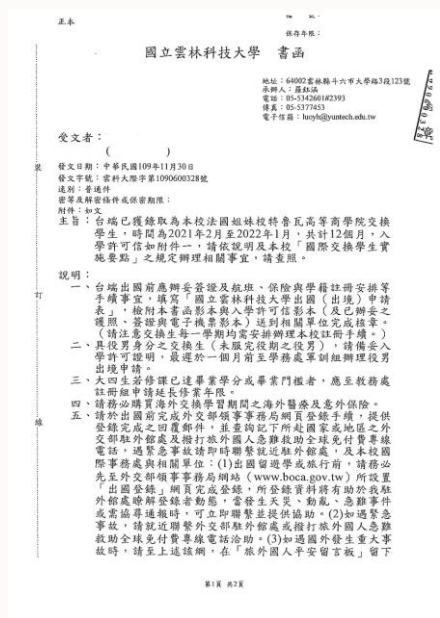 正本
保存年限：
國立雲林科技大學　書函
地址：64002雲林縣斗六市大學路3段123號
承辦人：羅鈺涵
電話：05-5342601#2393
傳真：05-5377453
電子信箱：luoyh@yuntech.edu.tw
受文者：
(　　　　)
發文日期：中華民國109年11月30日
發文字號：雲科大際字第1090600328號
速別：普通件
密等及解密條件或保密期限：
附件：如文
主旨：台端已獲錄取為本校法國姐妹校特魯瓦高等商學院交換
學生，時間為2021年2月至2022年1月，共計12個月，入
學許可信如附件一，請依說明及本校「國際交換學生實
施要點」之規定辦理相關事宜，請查照。
說明：
一、台端出國前應辦妥簽證及航班、保險與學籍註冊安排等
手續事宜，填寫「國立雲林科技大學出國（出境）申請
表」，檢附本書函影本與入學許可信影本（及已辦妥之
護照、簽證與電子機票影本）送到相關單位完成核章。
（請注意交換生每一學期均需安排辦理本校註冊手續。）
二、具役男身分之交換生（未服完役期之役男），請備妥入
學許可證明，最遲於一個月前至學務處軍訓組辦理役男
出境申請。
三、大四生若修課已達畢業學分或畢業門檻者，應至教務處
註冊組申請延長修業年限。
四、請務必購買海外交換學習期間之海外醫療及意外保險。
五、請於出國前完成外交部領事事務局網頁登錄手續，提供
登錄完成之回覆郵件，並查詢記下所赴國家或地區之外
交部駐外館處及撥打旅外國人急難救助全球免付費專線
電話，遇緊急事故請即時聯繫就近駐外館處，及本校國
際事務處與相關單位：(1)出國留遊學或旅行前，請務必
先至外交部領事事務局網站（www.boca.gov.tw）所設置
「出國登錄」網頁完成登錄，所登錄資料將有助於我駐
外館處瞭解登錄者動態，當發生天災、動亂、急難事件
或需協尋通報時，可立即聯繫並提供協助。(2)如遇緊急
事故，請就近聯繫外交部駐外館處或撥打旅外國人急難
救助全球免付費專線電話洽助。(3)如遇國外發生重大事
故時，請至上述該網，在「旅外國人平安留言板」留下
裝
訂
線
第1頁 共2頁